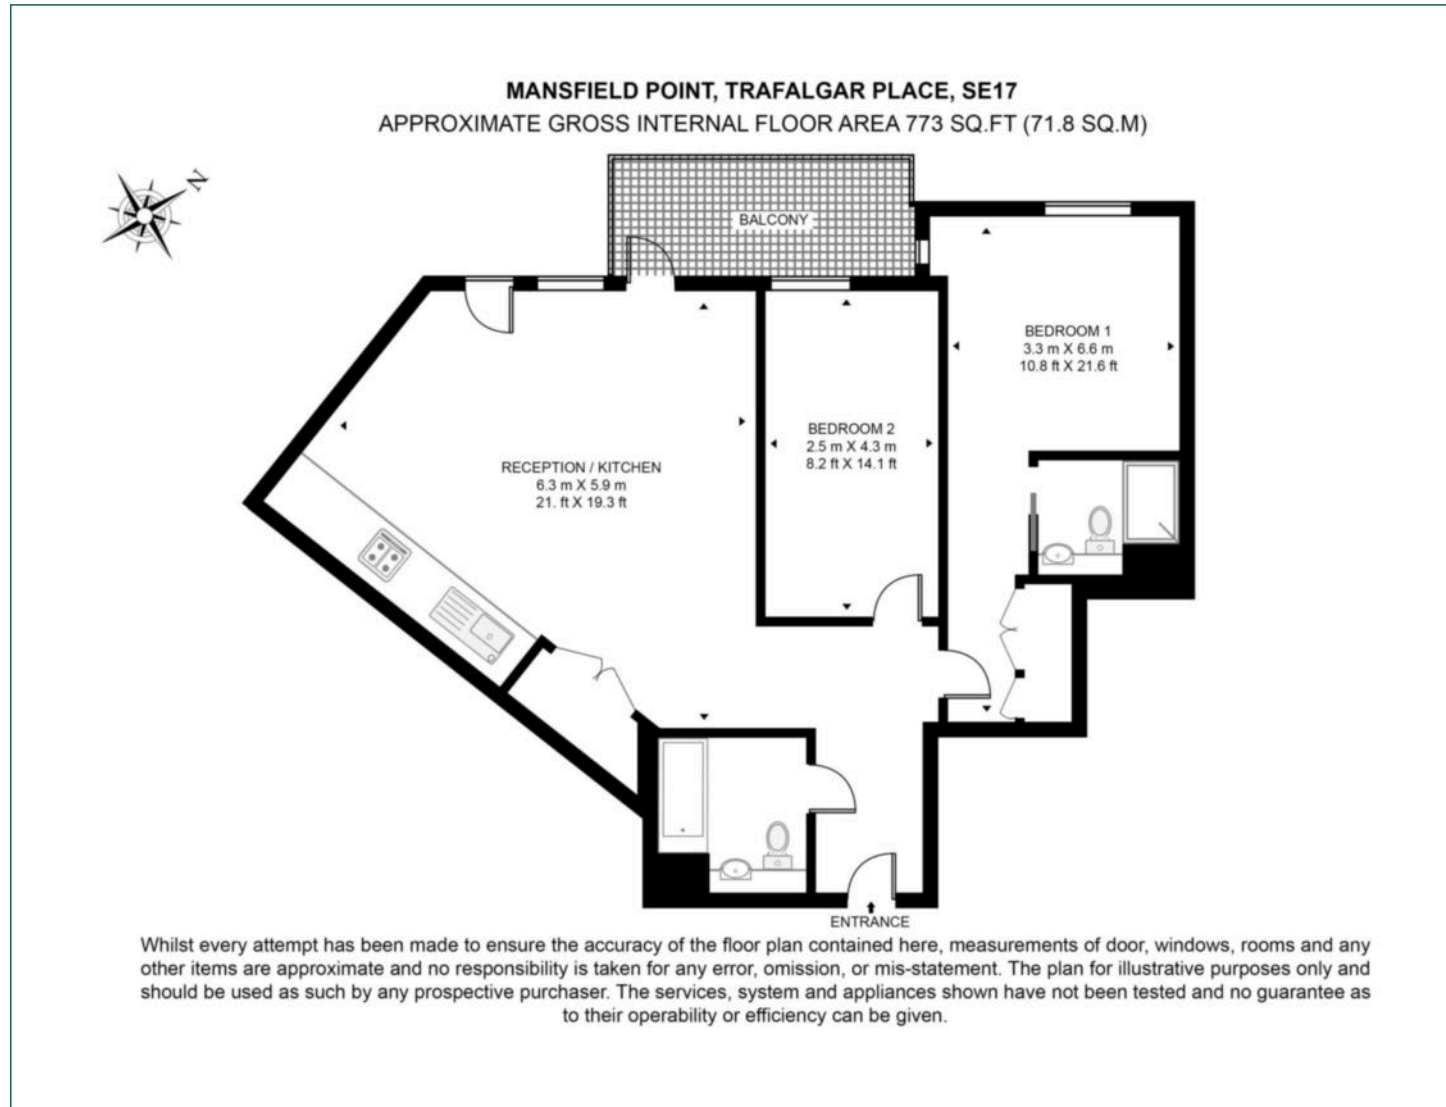 MANSFIELD POINT, TRAFALGAR PLACE, SE17
APPROXIMATE GROSS INTERNAL FLOOR AREA 773 SQ.FT (71.8 SQ.M)
N
BALCONY
BEDROOM 1
3.3 m X 6.6 m
10.8 ft X 21.6 ft
BEDROOM 2
2.5 m X 4.3 m
8.2 ft X 14.1 ft
RECEPTION / KITCHEN
6.3 m X 5.9 m
21. ft X 19.3 ft
ENTRANCE
Whilst every attempt has been made to ensure the accuracy of the floor plan contained here, measurements of door, windows, rooms and any
other items are approximate and no responsibility is taken for any error, omission, or mis-statement. The plan for illustrative purposes only and
should be used as such by any prospective purchaser. The services, system and appliances shown have not been tested and no guarantee as
to their operability or efficiency can be given.